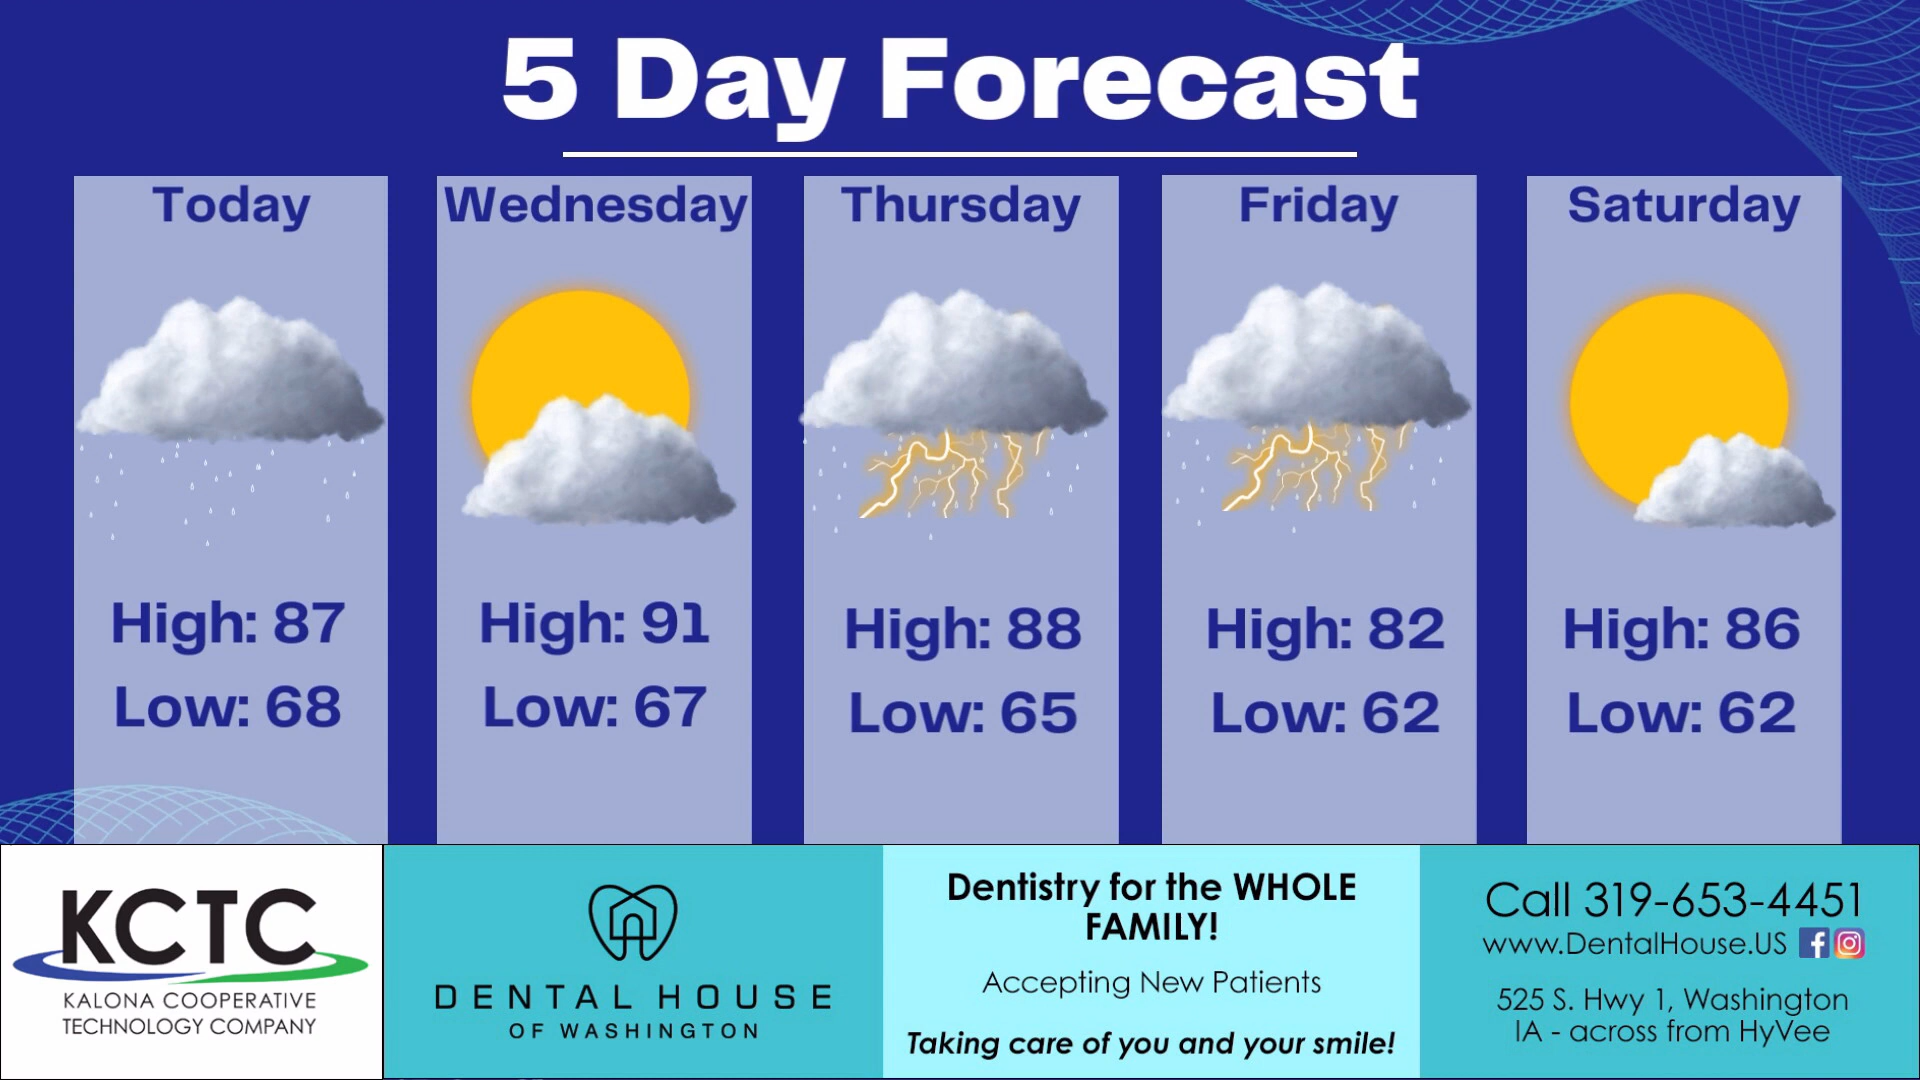 5 Day Forecast
Today
High: 87
Low: 68
Wednesday
High: 91
Low: 67
Thursday
High: 88
Low: 65
Friday
High: 82
Low: 62
Saturday
High: 86
Low: 62
KCTC
KALONA COOPERATIVE
TECHNOLOGY COMPANY
DENTAL HOUSE
OF WASHINGTON
Dentistry for the WHOLE
FAMILY!
Accepting New Patients
Taking care of you and your smile!
Call 319-653-4451
www.DentalHouse.US
525 S. Hwy 1, Washington
IA - across from HyVee